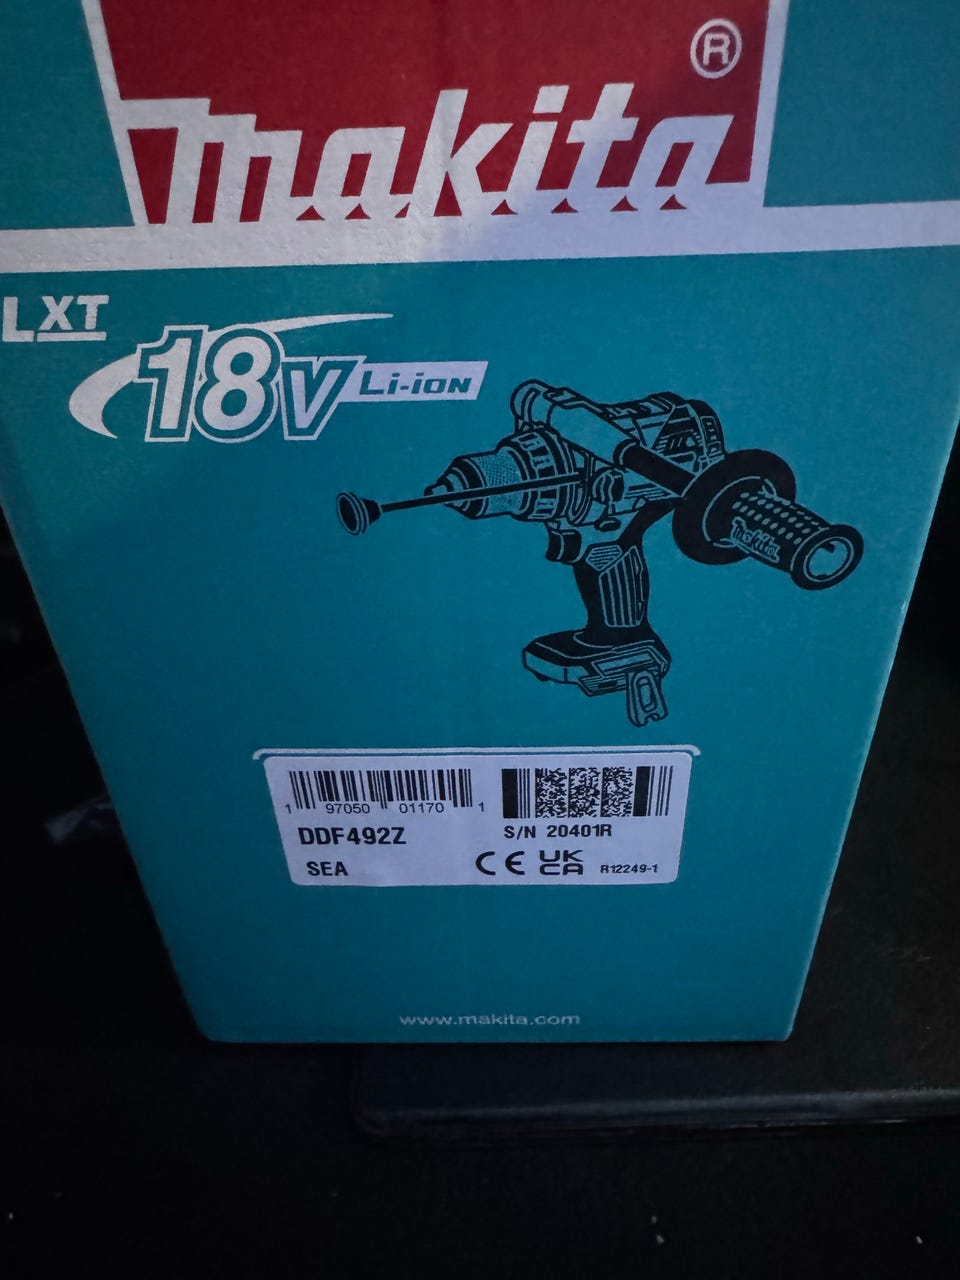 makita®
LXT
18V Li-ion
makita
1 97050 01170 1
DDF492Z
S/N 20401R
SEA
CE UK CA R12249-1
www.makita.com